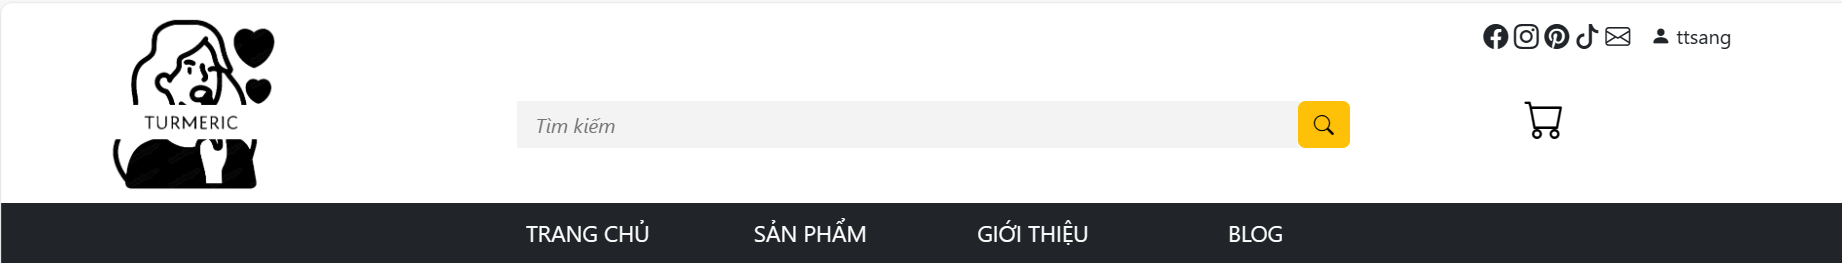 ttsang
TURMERIC
Tìm kiếm
TRANG CHỦ SẢN PHẨM GIỚI THIỆU BLOG